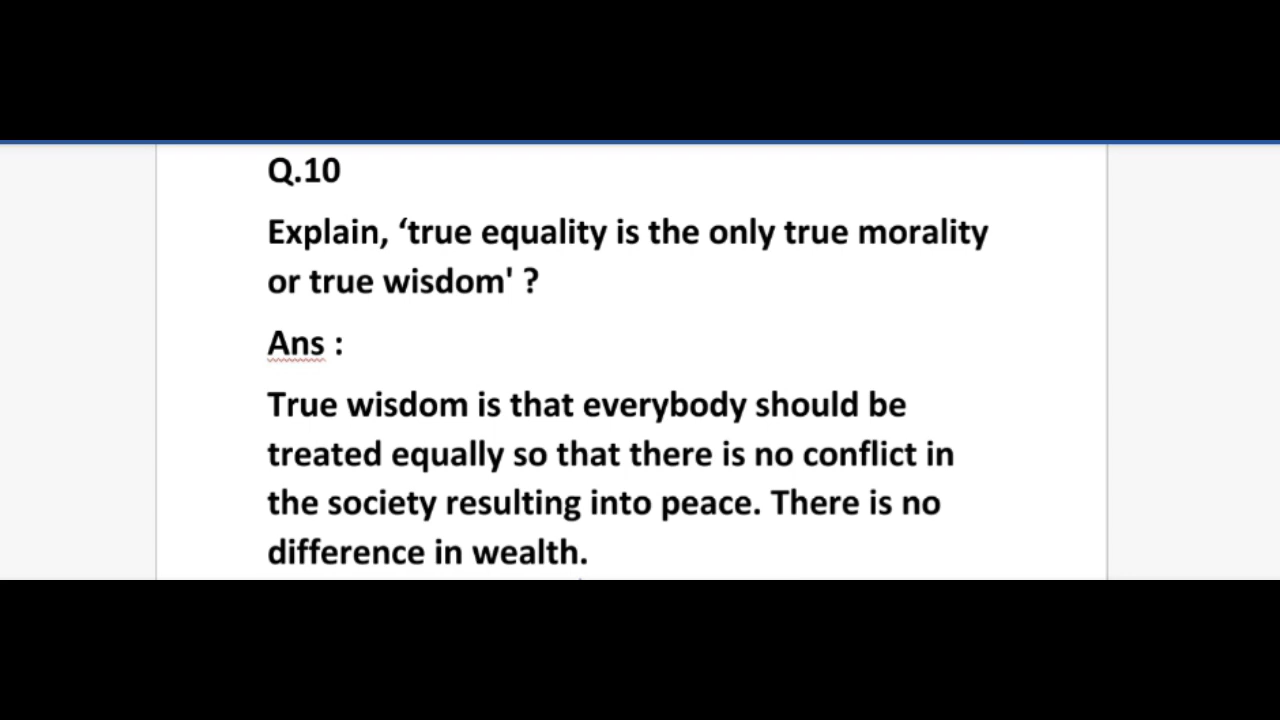 Q.10
Explain, ‘true equality is the only true morality
or true wisdom' ?
Ans :
True wisdom is that everybody should be
treated equally so that there is no conflict in
the society resulting into peace. There is no
difference in wealth.